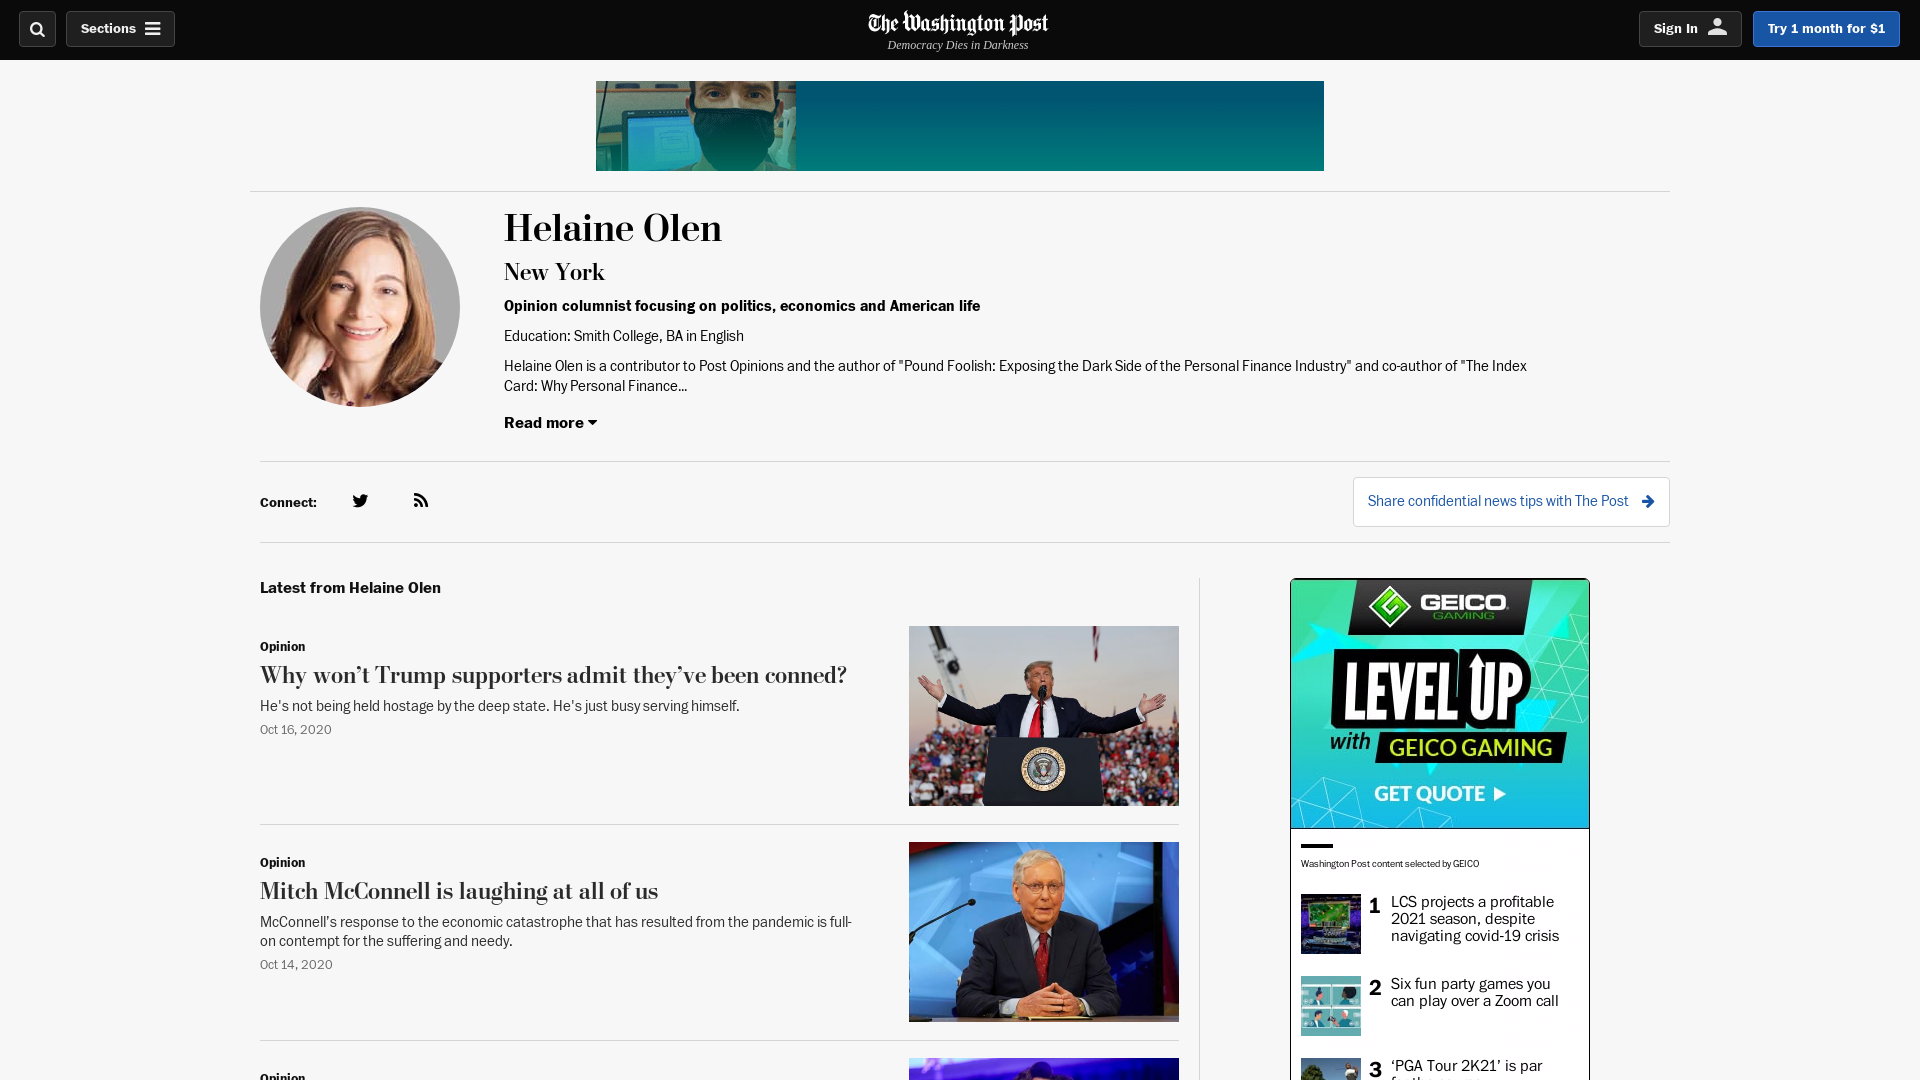 Sections
The Washington Post
Democracy Dies in Darkness
Sign In
Try 1 month for $1
Helaine Olen
New York
Opinion columnist focusing on politics, economics and American life
Education: Smith College, BA in English
Helaine Olen is a contributor to Post Opinions and the author of "Pound Foolish: Exposing the Dark Side of the Personal Finance Industry" and co-author of "The Index
Card: Why Personal Finance...
Read more
Connect:
Share confidential news tips with The Post
Latest from Helaine Olen
Opinion
Why won’t Trump supporters admit they’ve been conned?
He's not being held hostage by the deep state. He's just busy serving himself.
Oct 16, 2020
Opinion
Mitch McConnell is laughing at all of us
McConnell’s response to the economic catastrophe that has resulted from the pandemic is full-
on contempt for the suffering and needy.
Oct 14, 2020
Opinion
GEICO
GAMING
LEVEL UP
with GEICO GAMING
GET QUOTE
Washington Post content selected by GEICO
1 LCS projects a profitable
2021 season, despite
navigating covid-19 crisis
2 Six fun party games you
can play over a Zoom call
3 ‘PGA Tour 2K21’ is par